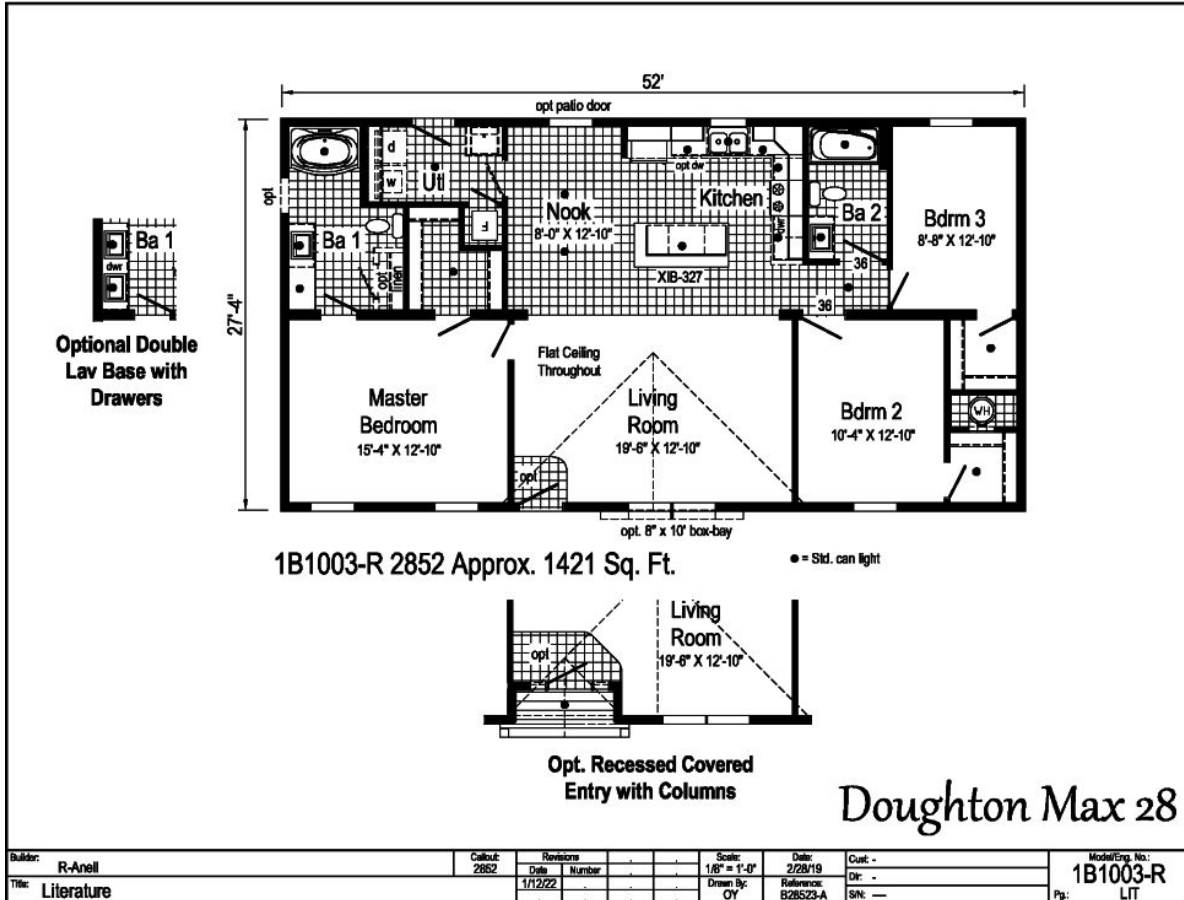 52'
opt patio door
27'-4"
opt
d
w
Utl
F
Nook
8'-0" X 12'-10"
opt dw
Kitchen
dwr
XIB-327
Ba 2
36
36
Bdrm 3
8'-8" X 12'-10"
Ba 1
dwr
Optional Double
Lav Base with
Drawers
Ba 1
opt
linen
Master
Bedroom
15'-4" X 12'-10"
Flat Ceiling
Throughout
Living
Room
19'-6" X 12'-10"
opt
Bdrm 2
10'-4" X 12'-10"
WH
opt. 8" x 10' box-bay
1B1003-R 2852 Approx. 1421 Sq. Ft.
● = Std. can light
Living
Room
19'-6" X 12'-10"
opt
Opt. Recessed Covered
Entry with Columns
Doughton Max 28
Builder: R-Anell
Title: Literature
Callout:
2852
Revisions
Date Number
1/12/22
Scale:
1/8" = 1'-0"
Drawn By:
OY
Date:
2/28/19
Reference:
B28523-A
Cust: -
Dir: -
S/N: —
Model/Eng. No.:
1B1003-R
Pg.: LIT